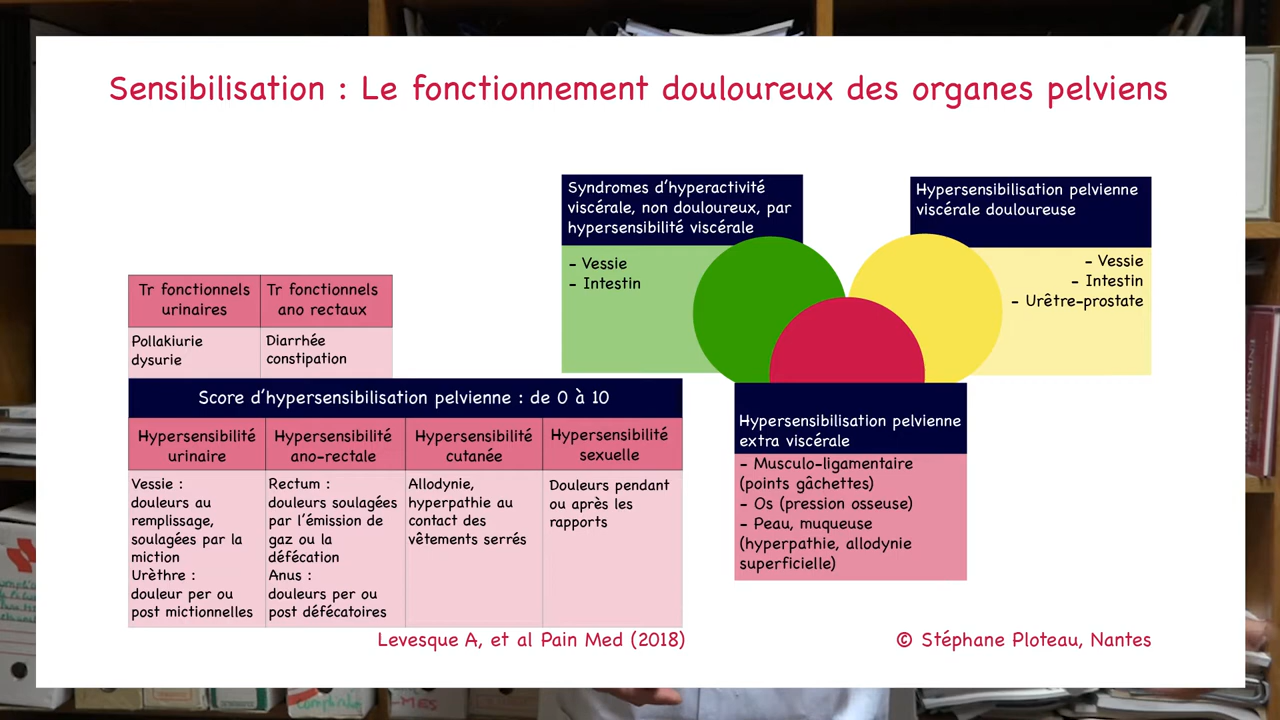 Sensibilisation : Le fonctionnement douloureux des organes pelviens
Syndromes d'hyperactivité
viscérale, non douloureux, par
hypersensibilité viscérale
- Vessie
- Intestin
Hypersensibilisation pelvienne
viscérale douloureuse
- Vessie
- Intestin
- Urêtre-prostate
Tr fonctionnels
urinaires
Tr fonctionnels
ano rectaux
Pollakiurie
dysurie
Diarrhée
constipation
Score d'hypersensibilisation pelvienne : de 0 à 10
Hypersensibilité
urinaire
Hypersensibilité
ano-rectale
Hypersensibilité
cutanée
Hypersensibilité
sexuelle
Vessie :
douleurs au
remplissage,
soulagées par la
miction
Urèthre :
douleur per ou
post mictionnelles
Rectum :
douleurs soulagées
par l'émission de
gaz ou la
défécation
Anus :
douleurs per ou
post défécatoires
Allodynie,
hyperpathie au
contact des
vêtements serrés
Douleurs pendant
ou après les
rapports
Hypersensibilisation pelvienne
extra viscérale
- Musculo-ligamentaire
(points gâchettes)
- Os (pression osseuse)
- Peau, muqueuse
(hyperpathie, allodynie
superficielle)
Levesque A, et al Pain Med (2018)
© Stéphane Ploteau, Nantes